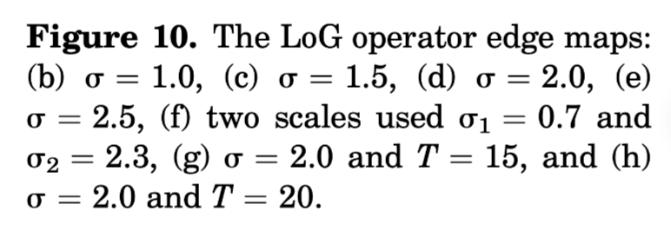 Figure 10. The LoG operator edge maps:
(b) σ = 1.0, (c) σ = 1.5, (d) σ = 2.0, (e)
σ = 2.5, (f) two scales used σ₁ = 0.7 and
σ₂ = 2.3, (g) σ = 2.0 and T = 15, and (h)
σ = 2.0 and T = 20.